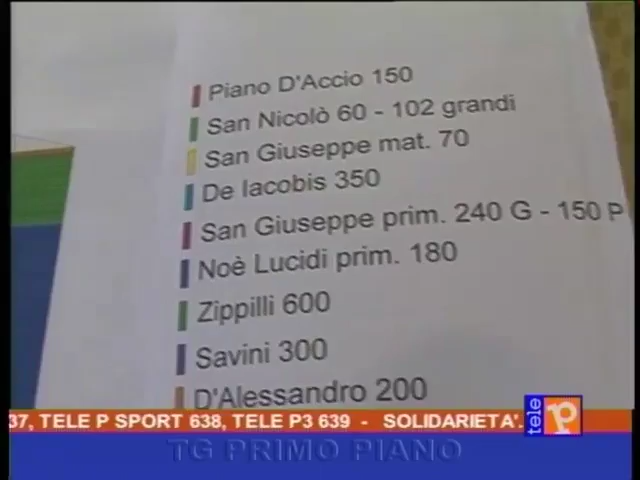 Piano D'Accio 150
San Nicolò 60 - 102 grandi
San Giuseppe mat. 70
De Iacobis 350
San Giuseppe prim. 240 G - 150 P
Noè Lucidi prim. 180
Zippilli 600
Savini 300
D'Alessandro 200
37, TELE P SPORT 638, TELE P3 639 - SOLIDARIETA'.
tele p
TG PRIMO PIANO